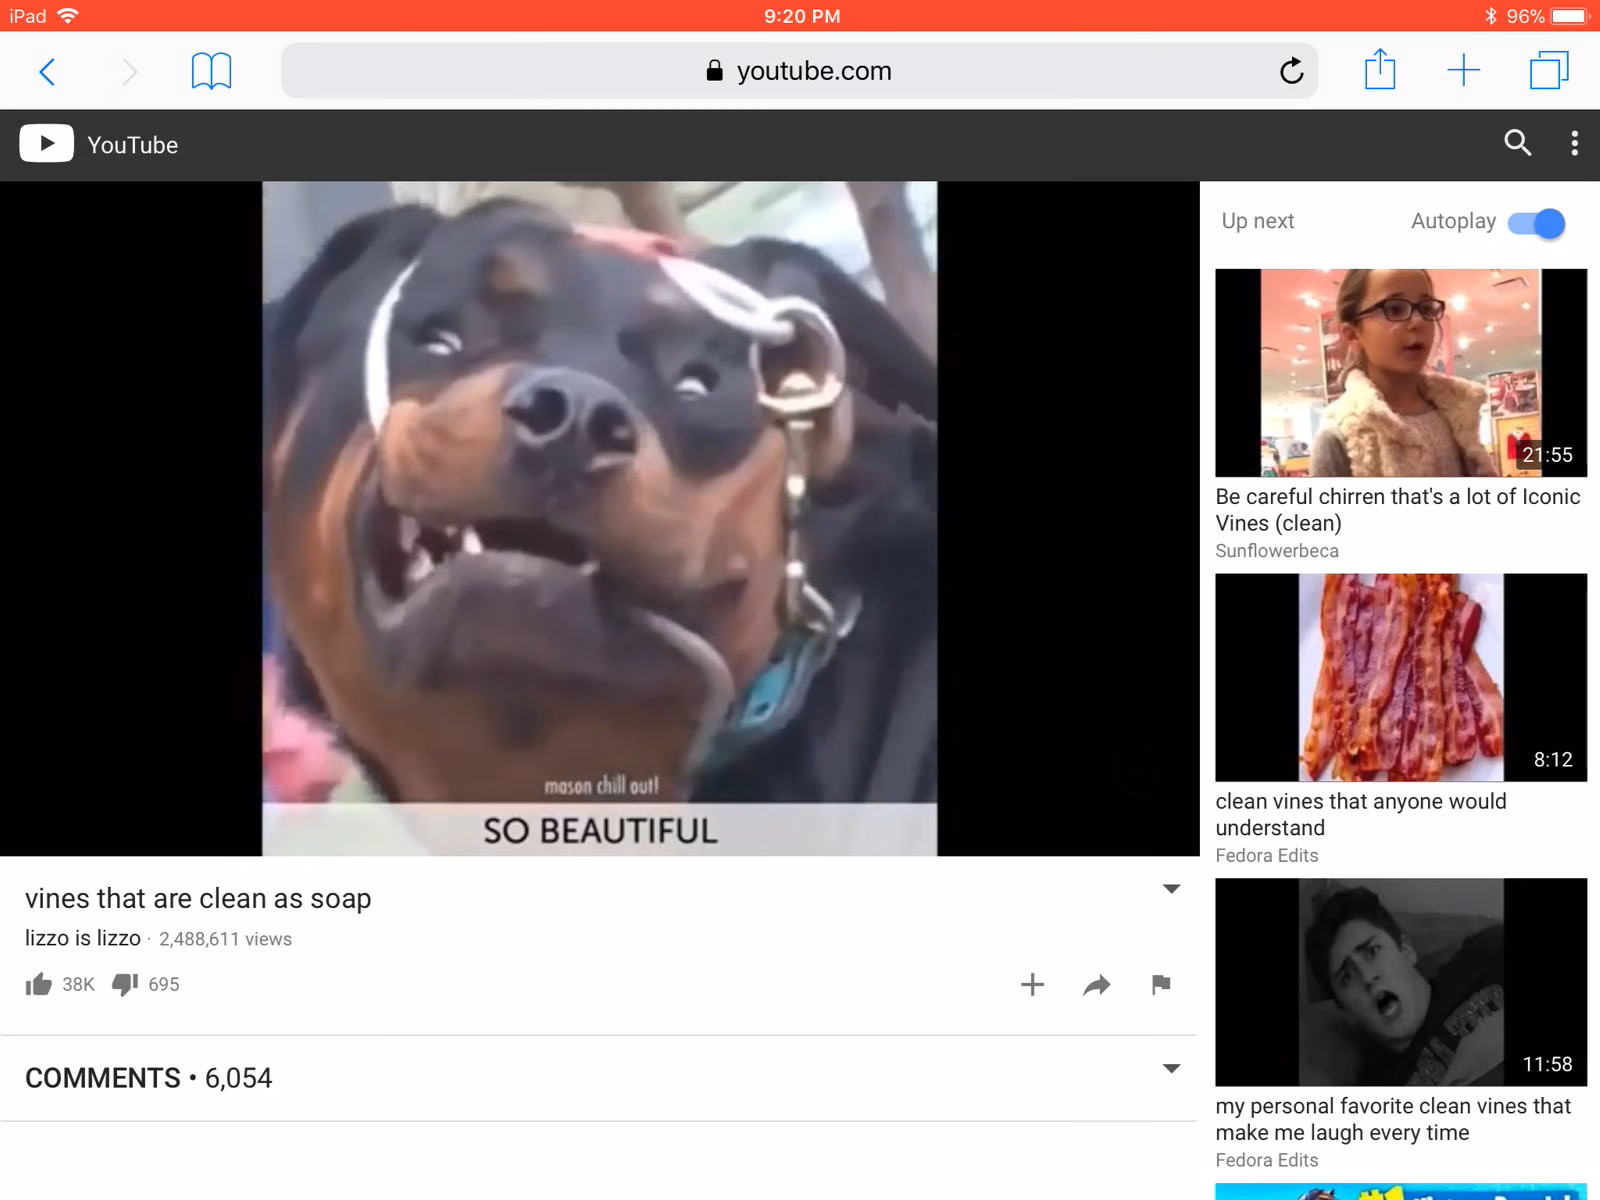 iPad
9:20 PM
96%
youtube.com
YouTube
Up next
Autoplay
mason chill out!
SO BEAUTIFUL
21:55
Be careful chirren that's a lot of Iconic
Vines (clean)
Sunflowerbeca
8:12
clean vines that anyone would
understand
Fedora Edits
11:58
my personal favorite clean vines that
make me laugh every time
Fedora Edits
vines that are clean as soap
lizzo is lizzo · 2,488,611 views
38K
695
COMMENTS • 6,054